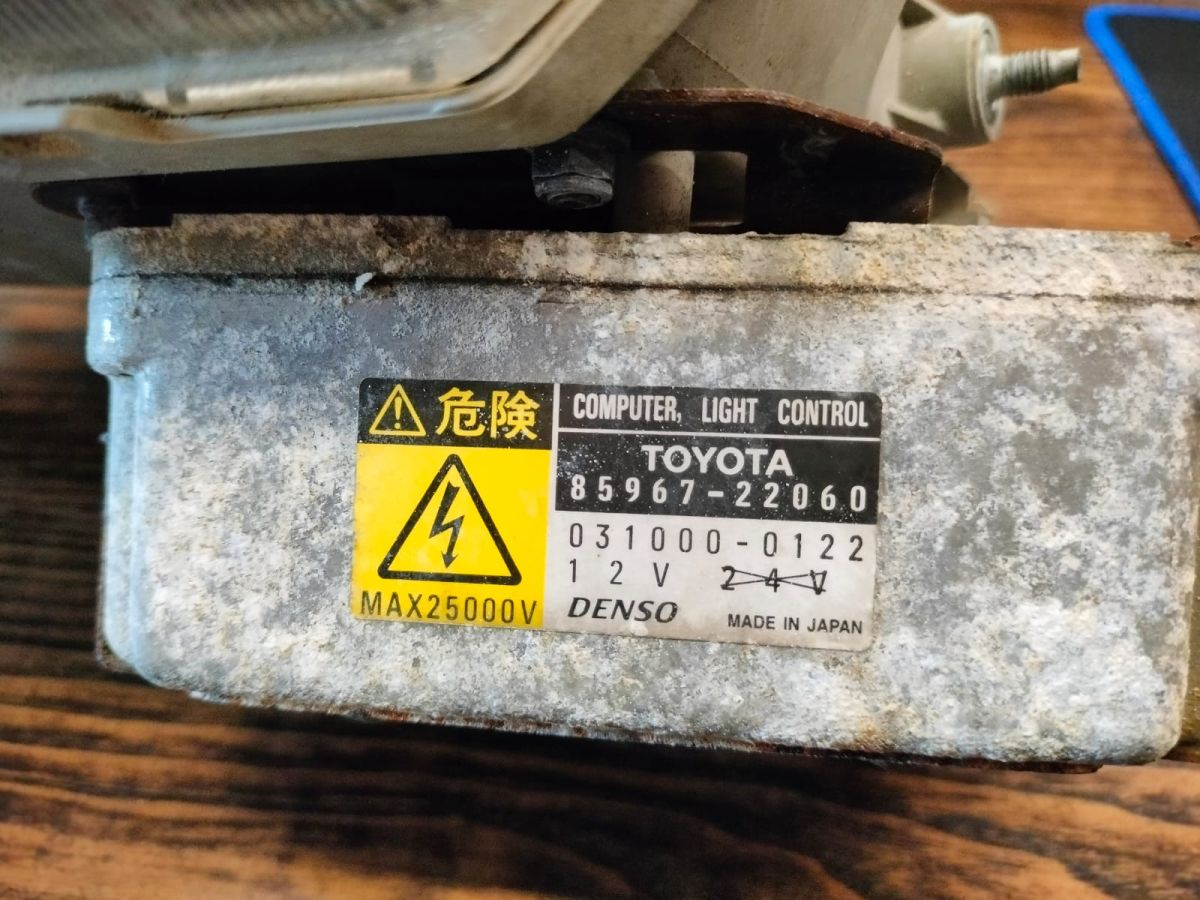 危険
MAX25000V
COMPUTER, LIGHT CONTROL
TOYOTA
85967-22060
031000-0122
12V 24V
DENSO MADE IN JAPAN